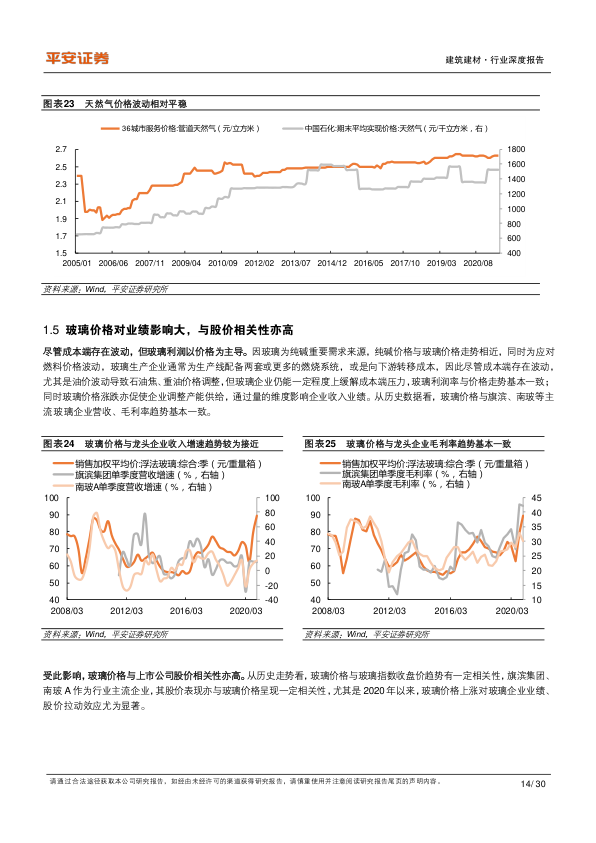 平安证券
建筑建材·行业深度报告
图表23 天然气价格波动相对平稳
36城市服务价格:管道天然气（元/立方米）
中国石化:期末平均实现价格:天然气（元/千立方米，右）
2.7
2.5
2.3
2.1
1.9
1.7
1.5
1800
1600
1400
1200
1000
800
600
400
2005/01 2006/06 2007/11 2009/04 2010/09 2012/02 2013/07 2014/12 2016/05 2017/10 2019/03 2020/08
资料来源：Wind，平安证券研究所
1.5 玻璃价格对业绩影响大，与股价相关性亦高
尽管成本端存在波动，但玻璃利润以价格为主导。因玻璃为纯碱重要需求来源，纯碱价格与玻璃价格走势相近，同时为应对
燃料价格波动，玻璃生产企业通常为生产线配备两套或更多的燃烧系统，或是向下游转移成本，因此尽管成本端存在波动，
尤其是油价波动导致石油焦、重油价格调整，但玻璃企业仍能一定程度上缓解成本端压力，玻璃利润率与价格走势基本一致；
同时玻璃价格涨跌亦促使企业调整产能供给，通过量的维度影响企业收入业绩。从历史数据看，玻璃价格与旗滨、南玻等主
流玻璃企业营收、毛利率趋势基本一致。
图表24 玻璃价格与龙头企业收入增速趋势较为接近
销售加权平均价:浮法玻璃:综合:季（元/重量箱）
旗滨集团单季度营收增速（%，右轴）
南玻A单季度营收增速（%，右轴）
100
90
80
70
60
50
40
100
80
60
40
20
0
-20
-40
2008/03 2012/03 2016/03 2020/03
资料来源：Wind，平安证券研究所
图表25 玻璃价格与龙头企业毛利率趋势基本一致
销售加权平均价:浮法玻璃:综合:季（元/重量箱）
旗滨集团单季度毛利率（%，右轴）
南玻A单季度毛利率（%，右轴）
100
90
80
70
60
50
40
45
40
35
30
25
20
15
10
2008/03 2012/03 2016/03 2020/03
资料来源：Wind，平安证券研究所
受此影响，玻璃价格与上市公司股价相关性亦高。从历史走势看，玻璃价格与玻璃指数收盘价趋势有一定相关性，旗滨集团、
南玻 A 作为行业主流企业，其股价表现亦与玻璃价格呈现一定相关性，尤其是 2020 年以来，玻璃价格上涨对玻璃企业业绩、
股价拉动效应尤为显著。
请通过合法途径获取本公司研究报告，如经由未经许可的渠道获得研究报告，请慎重使用并注意阅读研究报告尾页的声明内容。
14/ 30